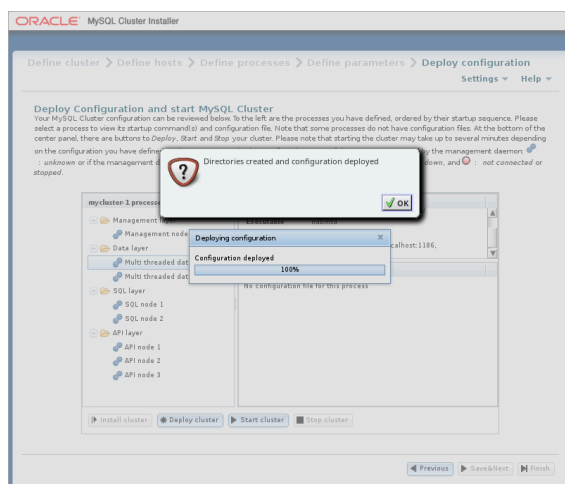 ORACLE MySQL Cluster Installer
Define cluster > Define hosts > Define processes > Define parameters > Deploy configuration
Settings Help
Deploy Configuration and start MySQL Cluster
Your MySQL Cluster configuration can be reviewed below. To the left are the processes you have defined, ordered by their startup sequence. Please
select a process to view its startup command(s) and configuration file. Note that some processes do not have configuration files. At the bottom of the
center panel, there are buttons to Deploy, Start and Stop your cluster. Please note that starting the cluster may take up to several minutes depending
on the configuration you have define by the management daemon:
: unknown or if the management d down, and : not connected or
stopped.
Directories created and configuration deployed
OK
mycluster-1 processe
Management
Executable
Management node
Data layer
calhost:1186,
Multi threaded dat
Multi threaded dat
Deploying configuration X
Configuration deployed
100%
No configuration file for this process
SQL layer
SQL node 1
SQL node 2
API layer
API node 1
API node 2
API node 3
Install cluster Deploy cluster Start cluster Stop cluster
Previous Save&Next Finish